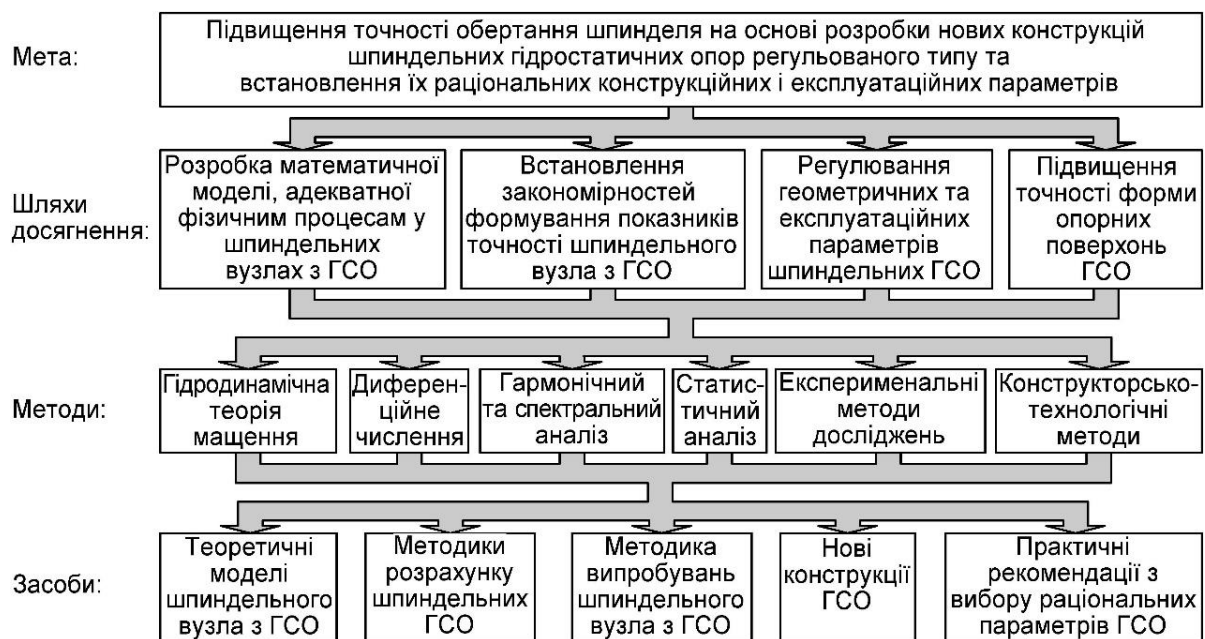 Мета:
Підвищення точності обертання шпинделя на основі розробки нових конструкцій
шпиндельних гідростатичних опор регульованого типу та
встановлення їх раціональних конструкційних і експлуатаційних параметрів
Шляхи
досягнення:
Розробка математичної
моделі, адекватної
фізичним процесам у
шпиндельних
вузлах з ГСО
Встановлення
закономірностей
формування показників
точності шпиндельного
вузла з ГСО
Регулювання
геометричних та
експлуатаційних
параметрів
шпиндельних ГСО
Підвищення
точності форми
опорних
поверхонь
ГСО
Методи:
Гідродинамічна
теорія
мащення
Диферен-
ційне
числення
Гармонічний
та спектральний
аналіз
Статис-
тичний
аналіз
Експерименальні
методи
досліджень
Конструкторсько-
технологічні
методи
Засоби:
Теоретичні
моделі
шпиндельного
вузла з ГСО
Методики
розрахунку
шпиндельних
ГСО
Методика
випробувань
шпиндельного
вузла з ГСО
Нові
конструкції
ГСО
Практичні
рекомендації з
вибору раціональних
параметрів ГСО